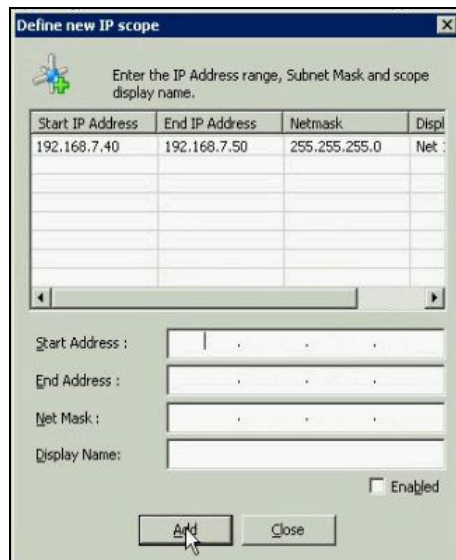 Define new IP scope
Enter the IP Address range, Subnet Mask and scope
display name.
Start IP Address End IP Address Netmask Displ
192.168.7.40 192.168.7.50 255.255.255.0 Net
Start Address :
End Address :
Net Mask :
Display Name:
Enabled
Add Close